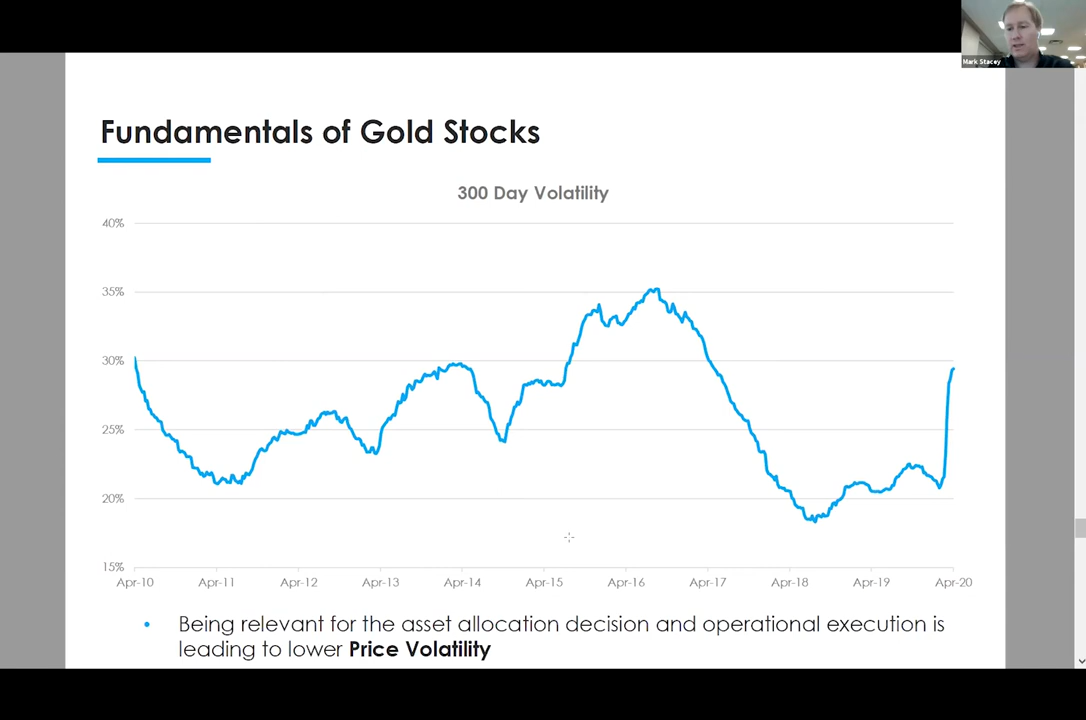 Mark Stacey
Fundamentals of Gold Stocks
300 Day Volatility
40%
35%
30%
25%
20%
15%
Apr-10 Apr-11 Apr-12 Apr-13 Apr-14 Apr-15 Apr-16 Apr-17 Apr-18 Apr-19 Apr-20
• Being relevant for the asset allocation decision and operational execution is
leading to lower Price Volatility